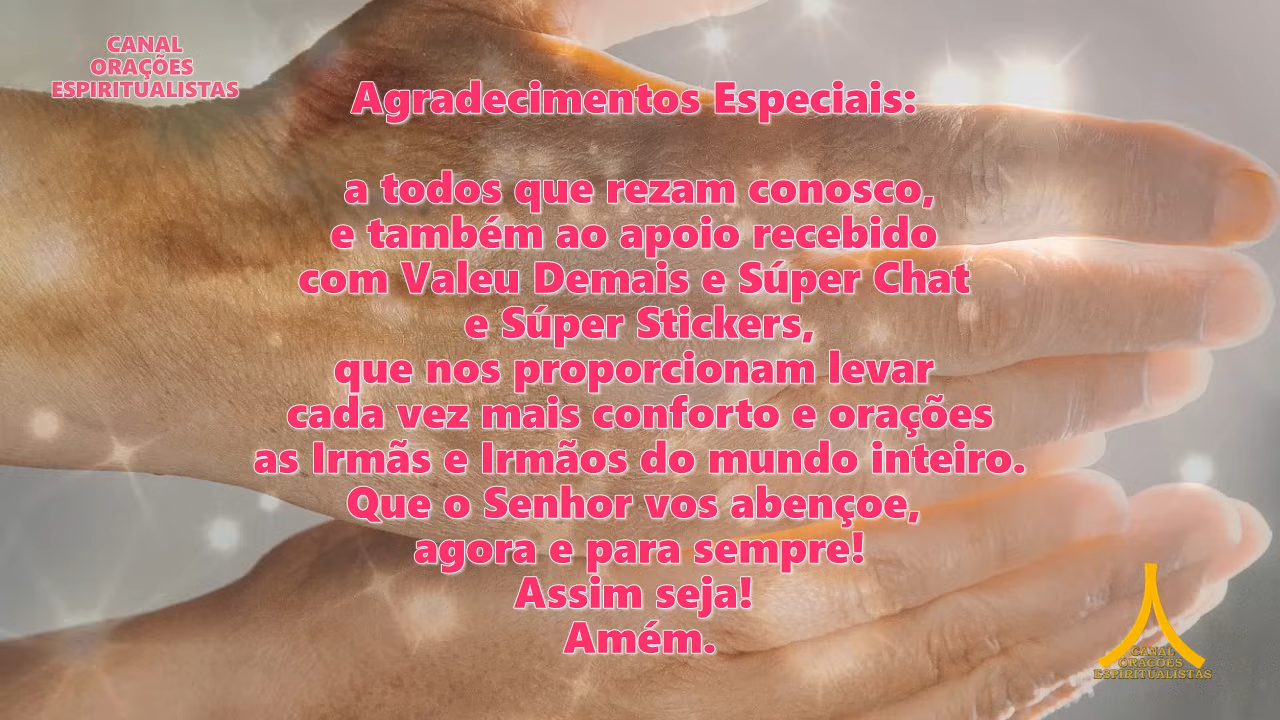 CANAL
ORAÇÕES
ESPIRITUALISTAS
Agradecimentos Especiais:
a todos que rezam conosco,
e também ao apoio recebido
com Valeu Demais e Súper Chat
e Súper Stickers,
que nos proporcionam levar
cada vez mais conforto e orações
as Irmãs e Irmãos do mundo inteiro.
Que o Senhor vos abençoe,
agora e para sempre!
Assim seja!
Amém.
CANAL
ORAÇÕES
ESPIRITUALISTAS